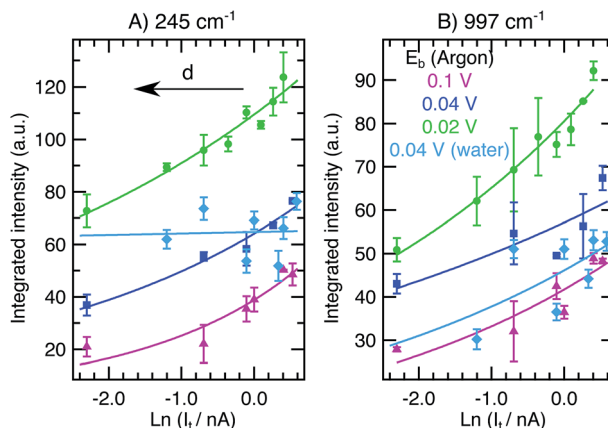 A) 245 cm⁻¹
B) 997 cm⁻¹
Integrated intensity (a.u.)
120
100
80
60
40
20
d
-2.0
-1.0
0.0
Ln (Iₜ / nA)
Integrated intensity (a.u.)
90
80
70
60
50
40
30
E_b (Argon)
0.1 V
0.04 V
0.02 V
0.04 V (water)
-2.0
-1.0
0.0
Ln (Iₜ / nA)